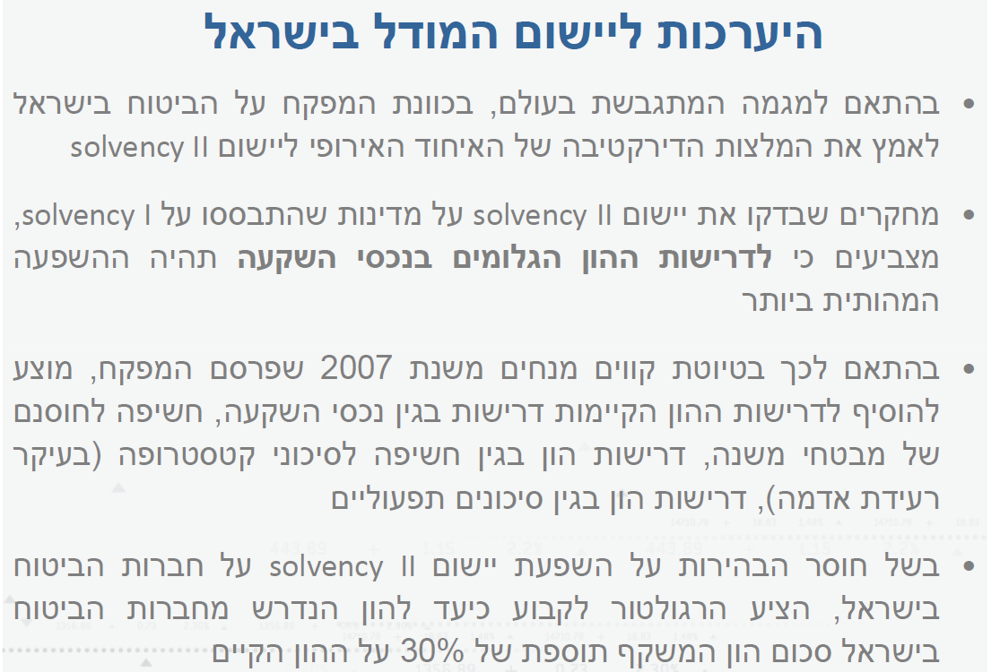 היערכות ליישום המודל בישראל
• בהתאם למגמה המתגבשת בעולם, בכוונת המפקח על הביטוח בישראל
לאמץ את המלצות הדירקטיבה של האיחוד האירופי ליישום solvency II
• מחקרים שבדקו את יישום solvency II על מדינות שהתבססו על solvency I,
מצביעים כי לדרישות ההון הגלומים בנכסי השקעה תהיה ההשפעה
המהותית ביותר
• בהתאם לכך בטיוטת קווים מנחים משנת 2007 שפרסם המפקח, מוצע
להוסיף לדרישות ההון הקיימות דרישות בגין נכסי השקעה, חשיפה לחוסנם
של מבטחי משנה, דרישות הון בגין חשיפה לסיכוני קטסטרופה (בעיקר
רעידת אדמה), דרישות הון בגין סיכונים תפעוליים
• בשל חוסר הבהירות על השפעת יישום solvency II על חברות הביטוח
בישראל, הציע הרגולטור לקבוע כיעד להון הנדרש מחברות הביטוח
בישראל סכום הון המשקף תוספת של 30% על ההון הקיים